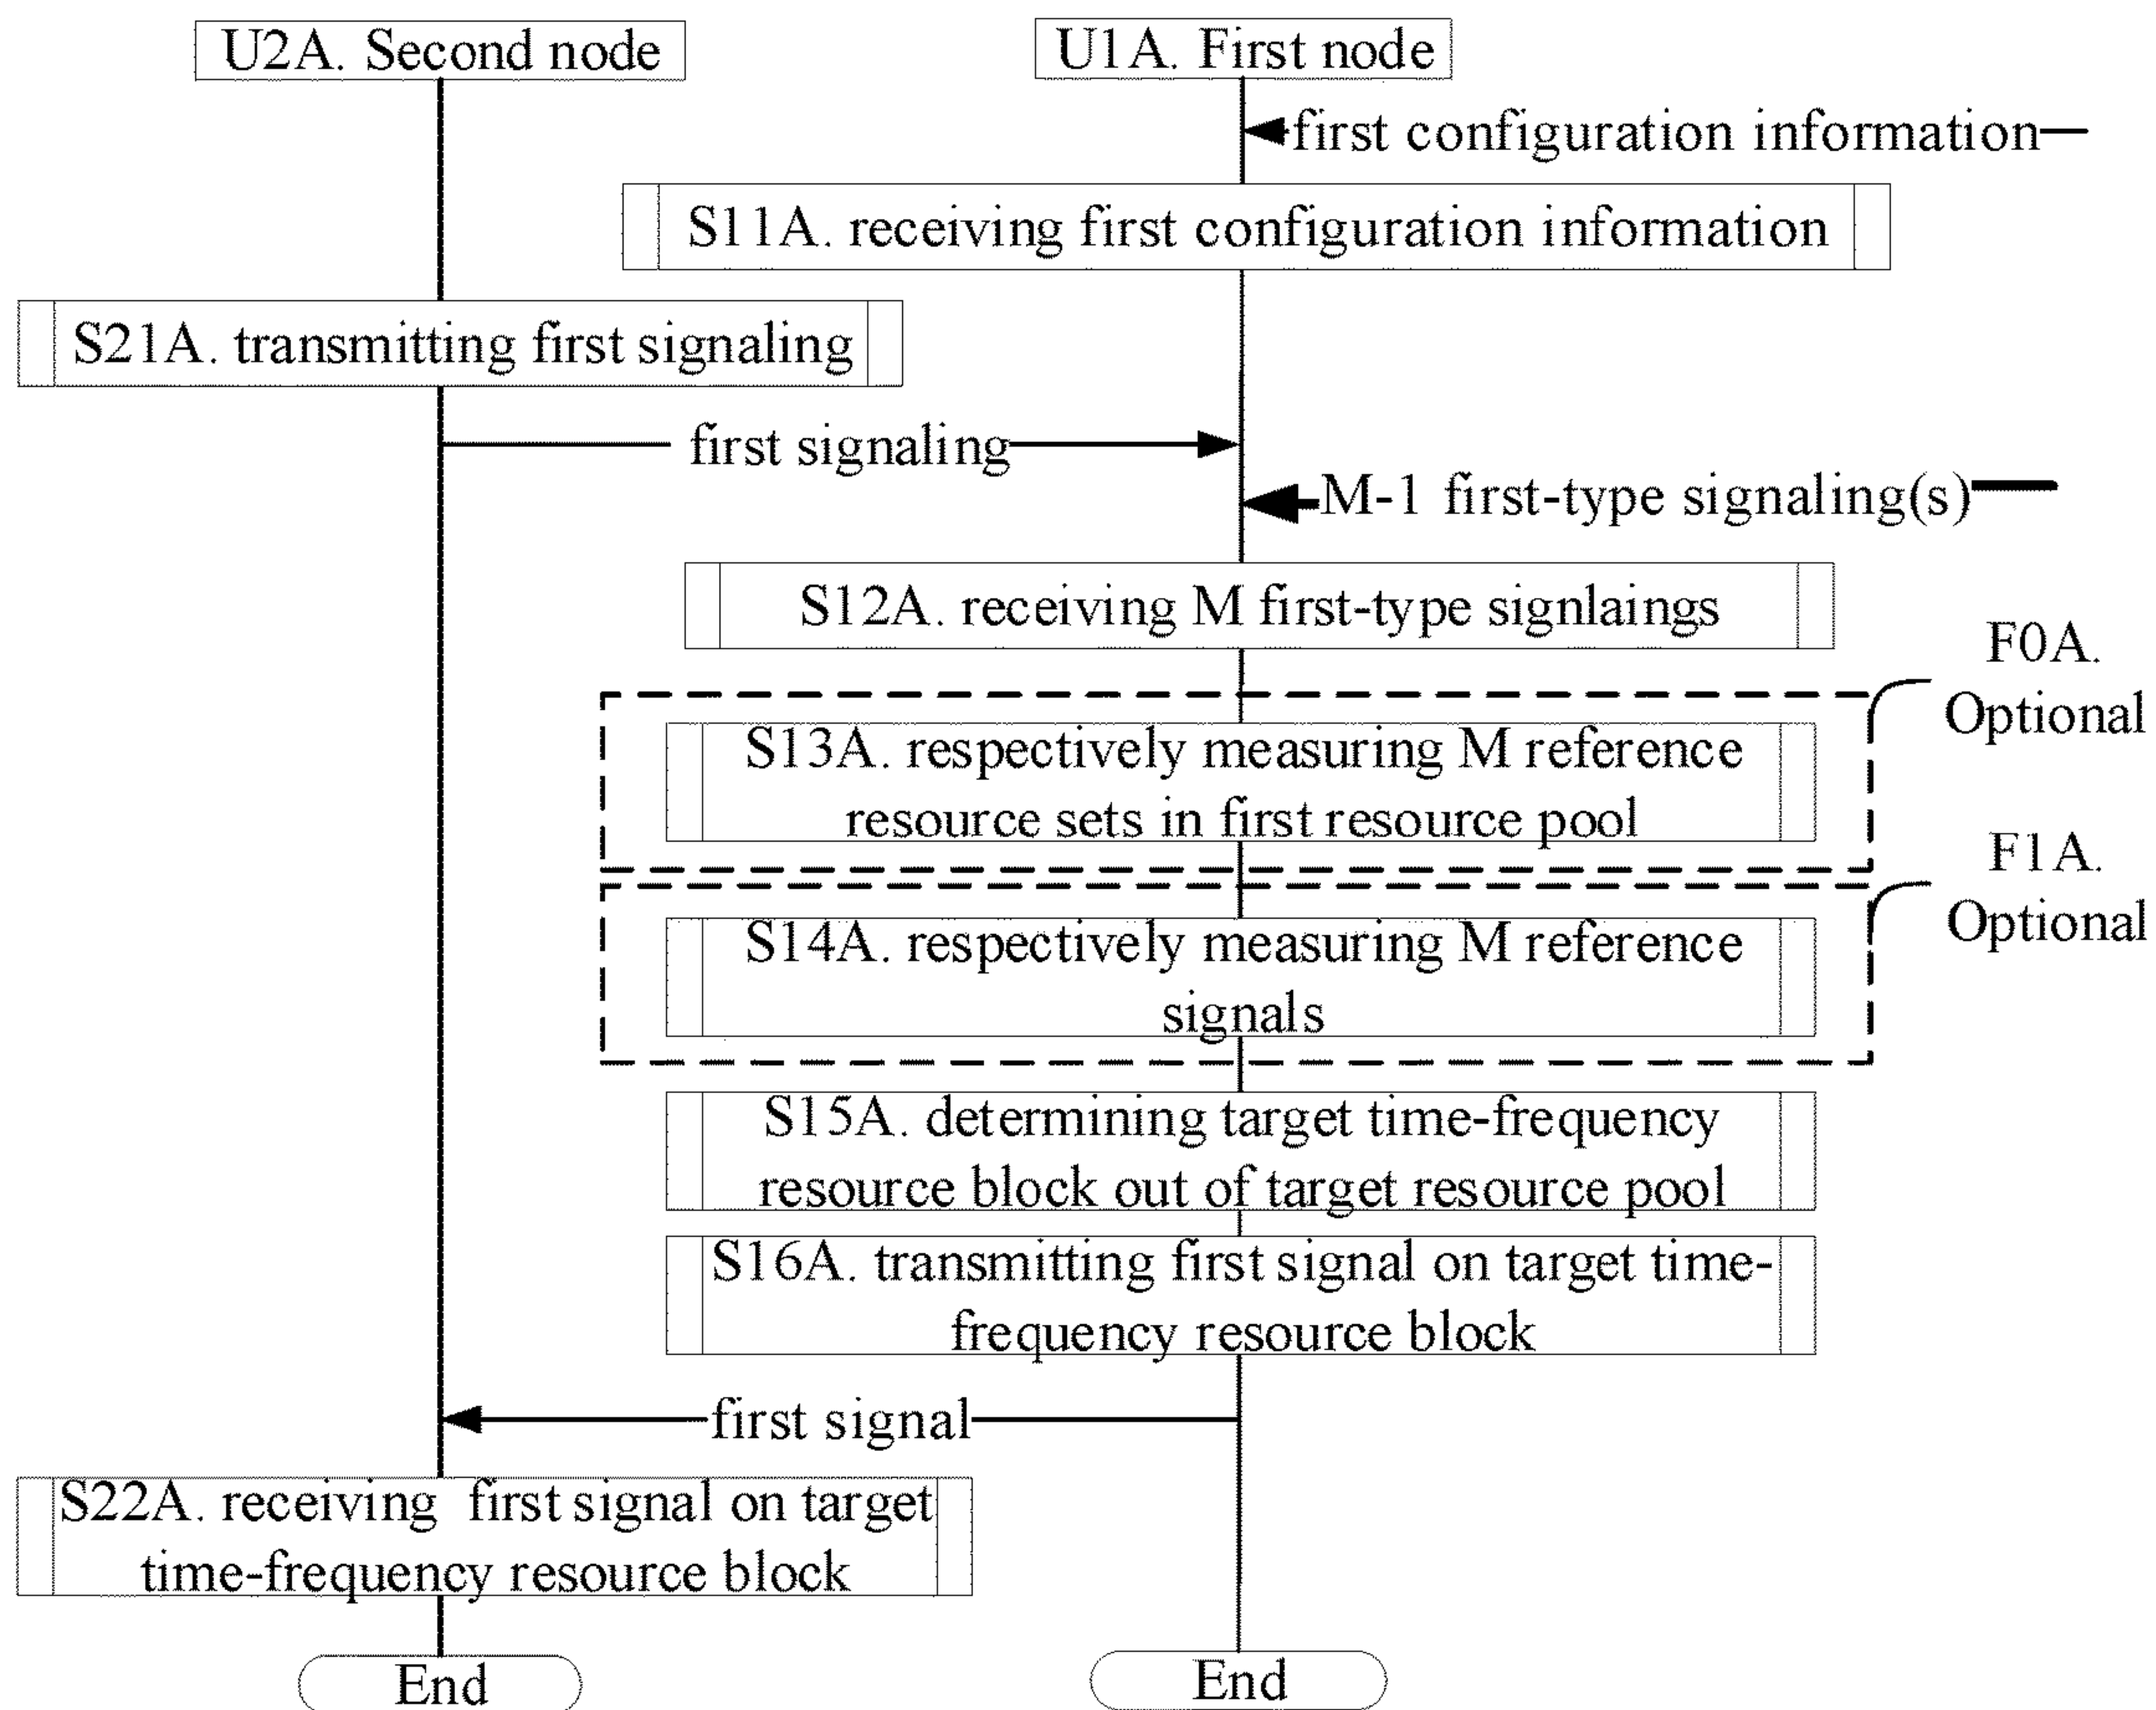 U2A. Second node
U1A. First node
first configuration information
S11A. receiving first configuration information
S21A. transmitting first signaling
first signaling
M-1 first-type signaling(s)
S12A. receiving M first-type signlaings
F0A.
Optional
S13A. respectively measuring M reference
resource sets in first resource pool
F1A.
Optional
S14A. respectively measuring M reference
signals
S15A. determining target time-frequency
resource block out of target resource pool
S16A. transmitting first signal on target time-
frequency resource block
first signal
S22A. receiving first signal on target
time-frequency resource block
End
End